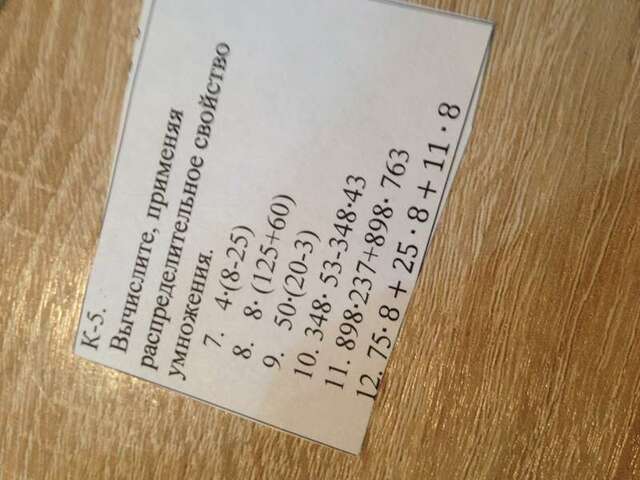 К-5.
Вычислите, применяя
распределительное свойство
умножения.
7. 4·(8-25)
8. 8· (125+60)
9. 50·(20-3)
10. 348· 53-348·43
11. 898·237+898· 763
12. 75· 8 + 25 · 8 + 11 · 8